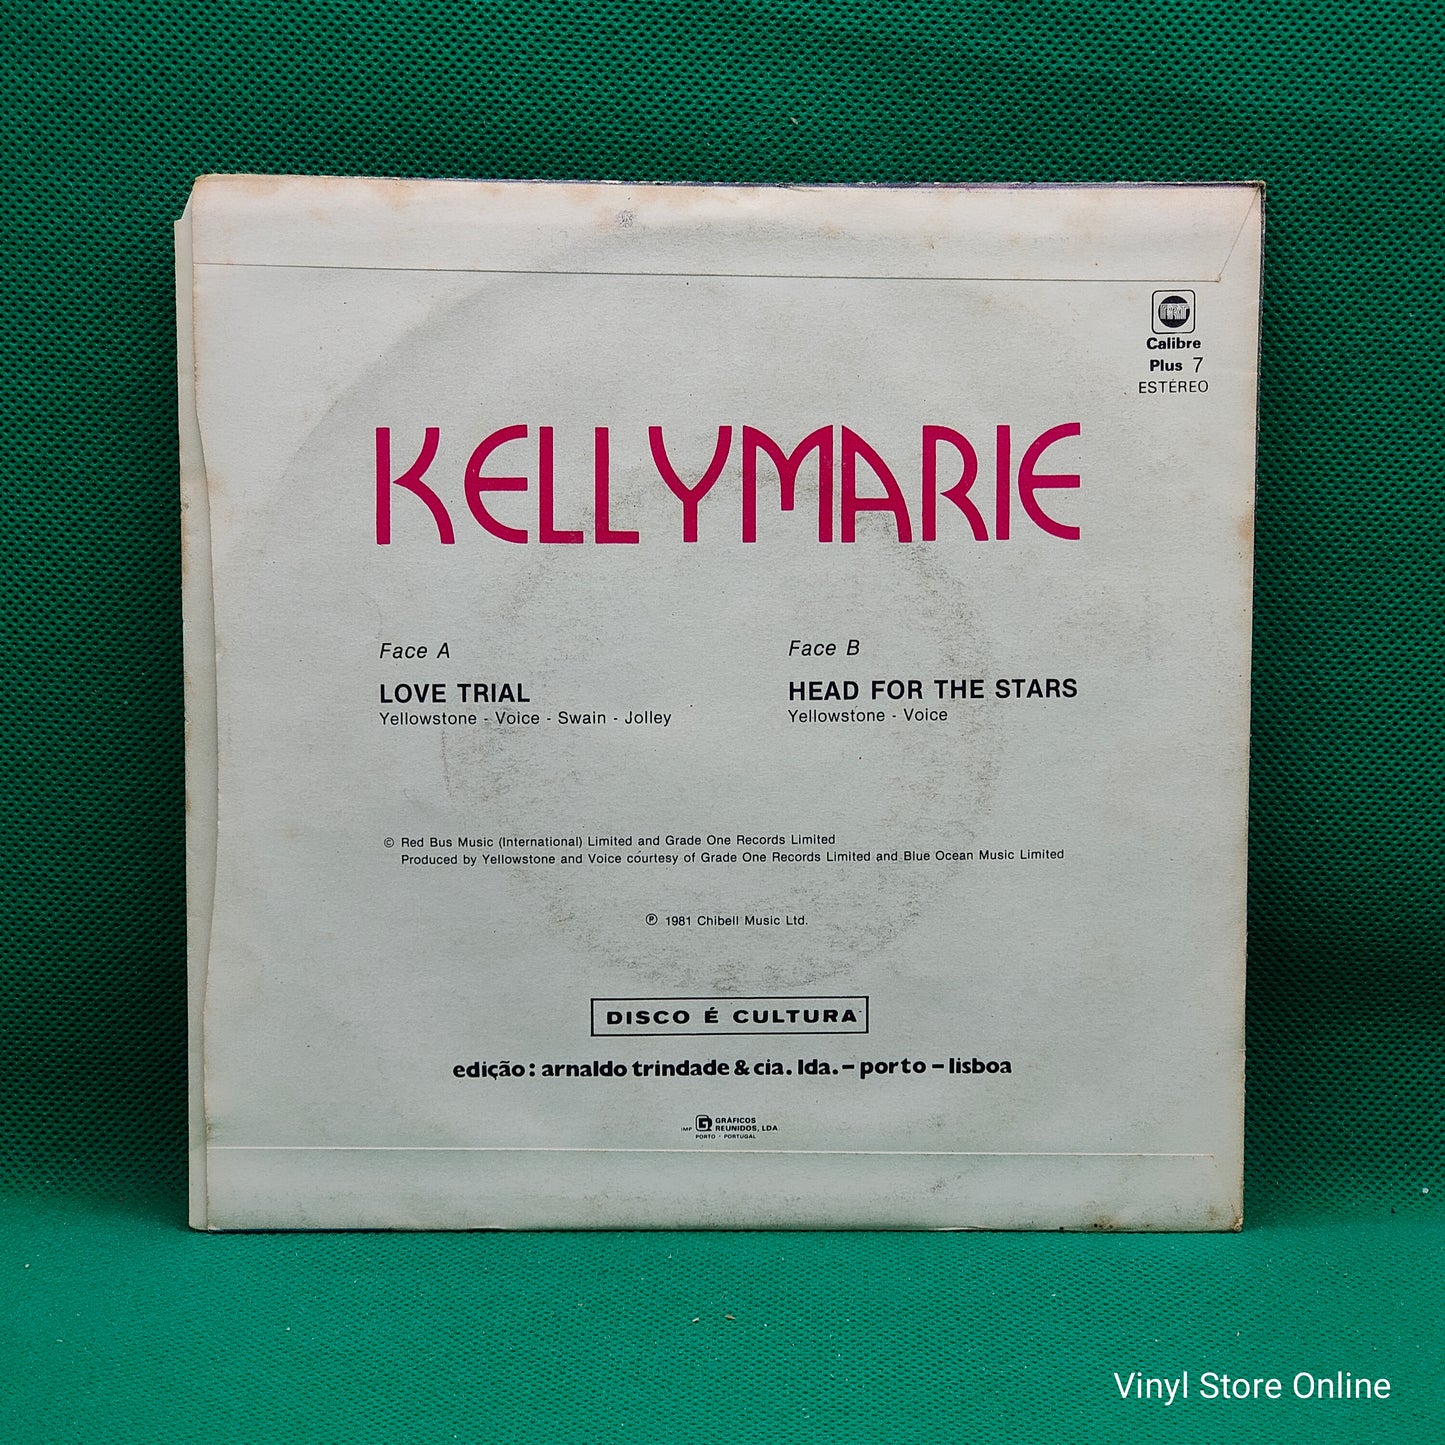 Calibre
Plus 7
ESTÉREO
KELLYMARIE
Face A
LOVE TRIAL
Yellowstone - Voice - Swain - Jolley
Face B
HEAD FOR THE STARS
Yellowstone - Voice
© Red Bus Music (International) Limited and Grade One Records Limited
Produced by Yellowstone and Voice courtesy of Grade One Records Limited and Blue Ocean Music Limited
℗ 1981 Chibell Music Ltd.
DISCO É CULTURA
edição: arnaldo trindade & cia. lda. – porto – lisboa
IMP GRÁFICOS
REUNIDOS, LDA.
PORTO - PORTUGAL
Vinyl Store Online